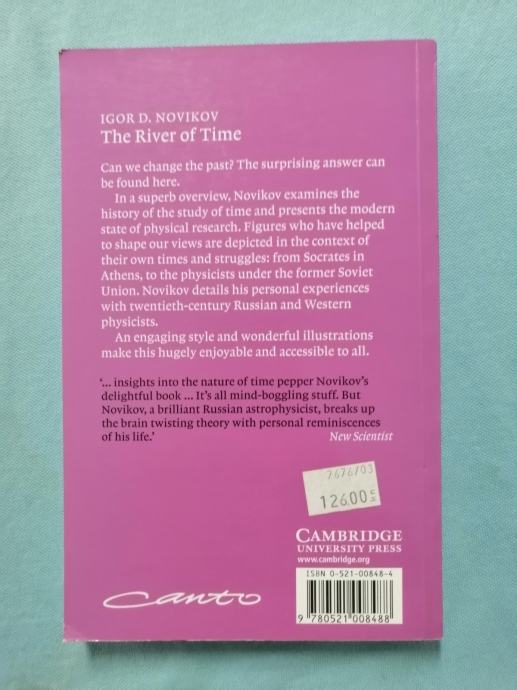 IGOR D. NOVIKOV
The River of Time
Can we change the past? The surprising answer can
be found here.
In a superb overview, Novikov examines the
history of the study of time and presents the modern
state of physical research. Figures who have helped
to shape our views are depicted in the context of
their own times and struggles: from Socrates in
Athens, to the physicists under the former Soviet
Union. Novikov details his personal experiences
with twentieth-century Russian and Western
physicists.
An engaging style and wonderful illustrations
make this hugely enjoyable and accessible to all.
‘... insights into the nature of time pepper Novikov’s
delightful book ... It’s all mind-boggling stuff. But
Novikov, a brilliant Russian astrophysicist, breaks up
the brain twisting theory with personal reminiscences
of his life.’ New Scientist
7676/03
126.00
CAMBRIDGE
UNIVERSITY PRESS
www.cambridge.org
ISBN 0-521-00848-4
9 780521 008488
Canto